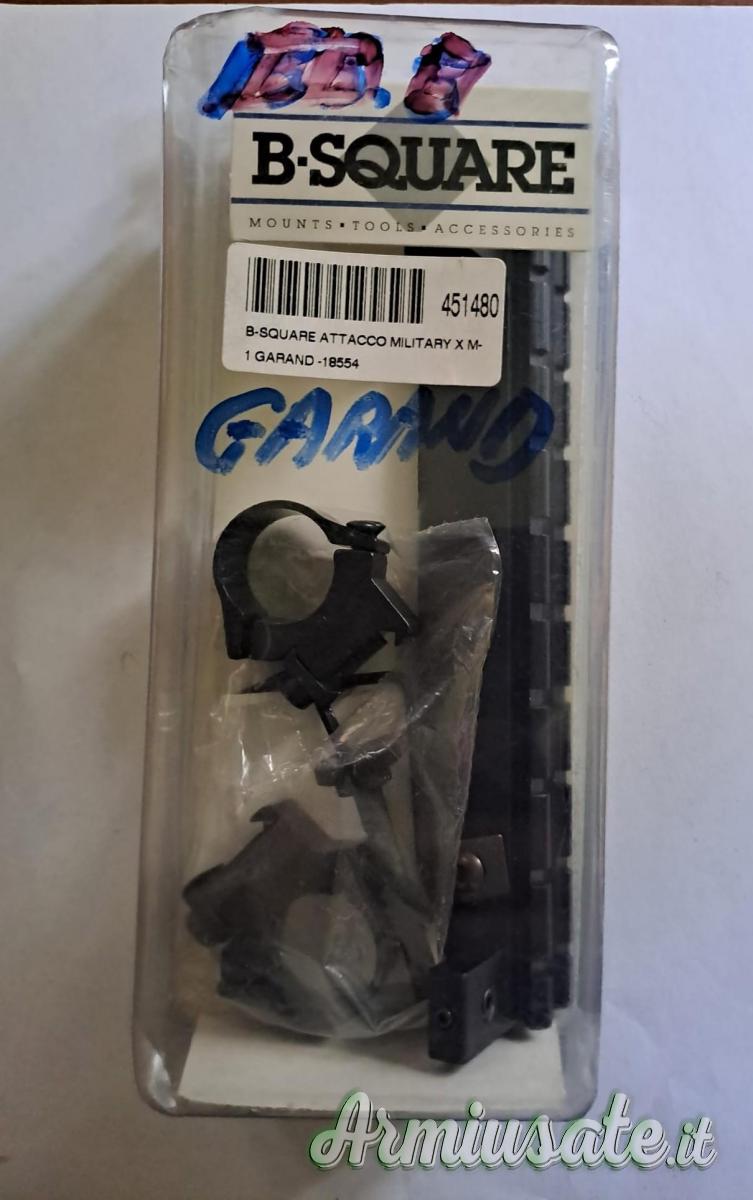 B-SQUARE
MOUNTS ▪ TOOLS ▪ ACCESSORIES
451480
B-SQUARE ATTACCO MILITARY X M-
1 GARAND -18554
GARAND
Armiusate.it